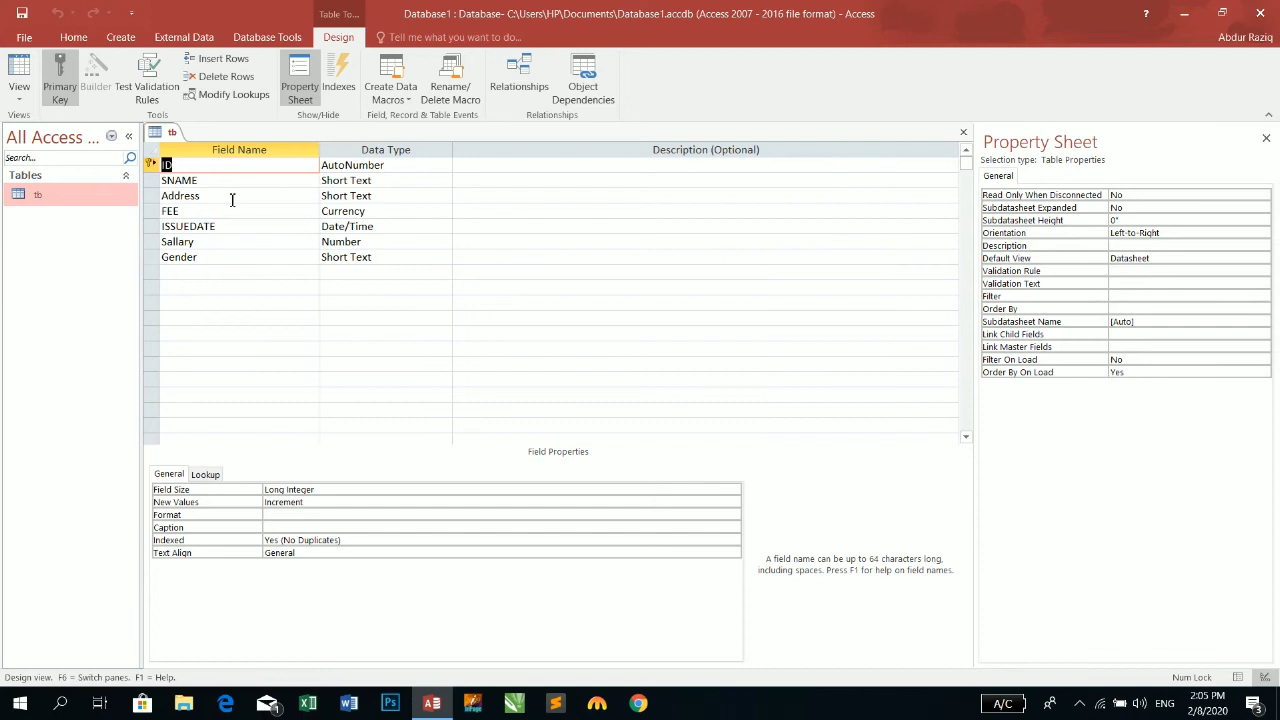 Table To...
Database1 : Database- C:\Users\HP\Documents\Database1.accdb (Access 2007 - 2016 file format) - Access
?
File
Home
Create
External Data
Database Tools
Design
Tell me what you want to do...
Abdur Raziq
View
Primary Key
Builder
Test Validation Rules
Insert Rows
Delete Rows
Modify Lookups
Property Sheet
Indexes
Create Data Macros
Rename/ Delete Macro
Relationships
Object Dependencies
Views
Tools
Show/Hide
Field, Record & Table Events
Relationships
All Access ...
Search...
Tables
tb
tb
Field Name Data Type Description (Optional)
ID AutoNumber
SNAME Short Text
Address Short Text
FEE Currency
ISSUEDATE Date/Time
Sallary Number
Gender Short Text
Field Properties
General Lookup
Field Size Long Integer
New Values Increment
Format
Caption
Indexed Yes (No Duplicates)
Text Align General
A field name can be up to 64 characters long,
including spaces. Press F1 for help on field names.
Property Sheet
Selection type: Table Properties
General
Read Only When Disconnected No
Subdatasheet Expanded No
Subdatasheet Height 0"
Orientation Left-to-Right
Description
Default View Datasheet
Validation Rule
Validation Text
Filter
Order By
Subdatasheet Name [Auto]
Link Child Fields
Link Master Fields
Filter On Load No
Order By On Load Yes
Design view. F6 = Switch panes. F1 = Help.
Num Lock
A/C
ENG
2:05 PM
2/8/2020